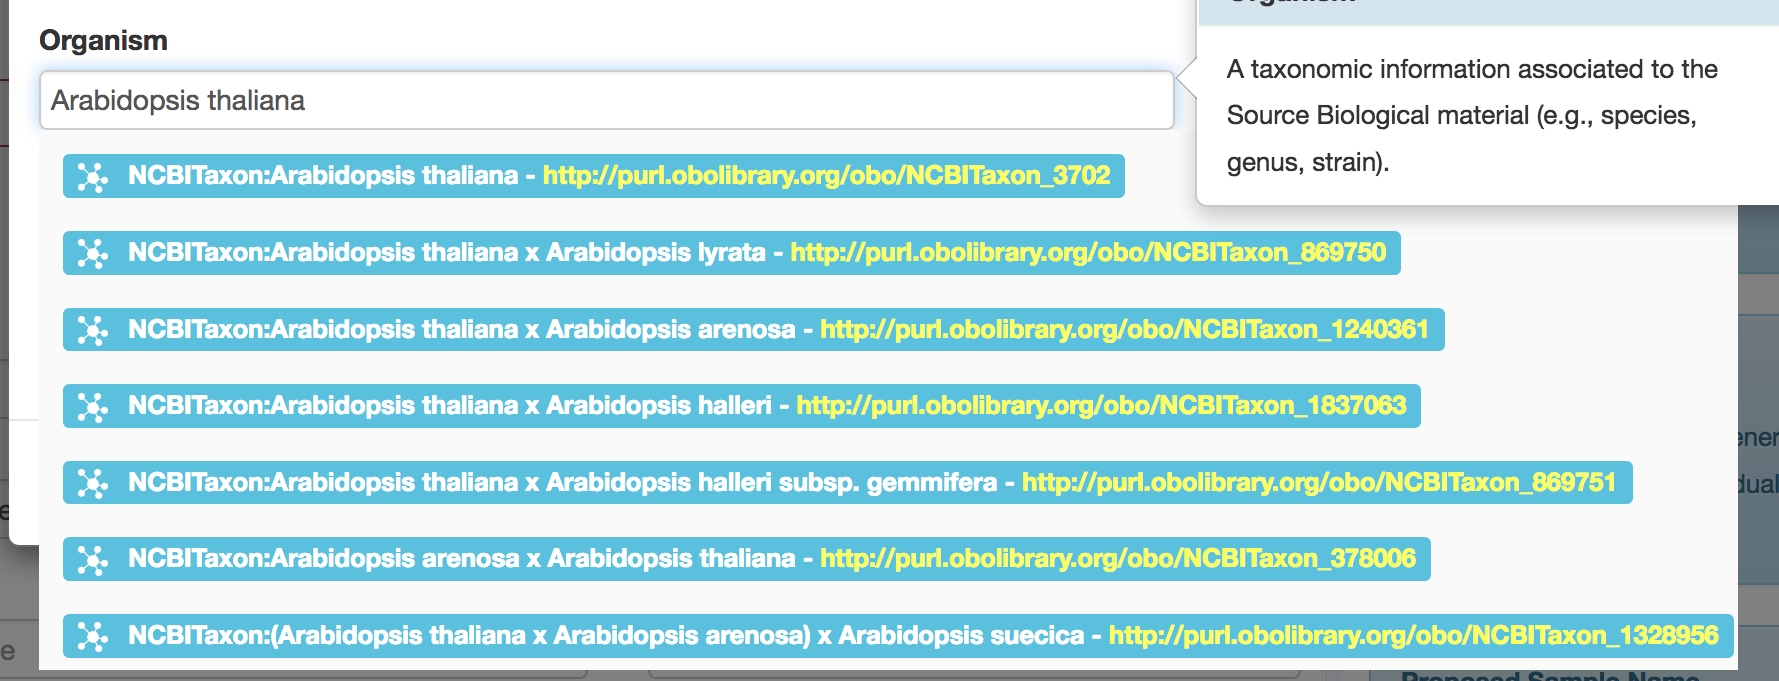 Organism
Arabidopsis thaliana
NCBITaxon:Arabidopsis thaliana - http://purl.obolibrary.org/obo/NCBITaxon_3702
NCBITaxon:Arabidopsis thaliana x Arabidopsis lyrata - http://purl.obolibrary.org/obo/NCBITaxon_869750
NCBITaxon:Arabidopsis thaliana x Arabidopsis arenosa - http://purl.obolibrary.org/obo/NCBITaxon_1240361
NCBITaxon:Arabidopsis thaliana x Arabidopsis halleri - http://purl.obolibrary.org/obo/NCBITaxon_1837063
NCBITaxon:Arabidopsis thaliana x Arabidopsis halleri subsp. gemmifera - http://purl.obolibrary.org/obo/NCBITaxon_869751
NCBITaxon:Arabidopsis arenosa x Arabidopsis thaliana - http://purl.obolibrary.org/obo/NCBITaxon_378006
NCBITaxon:(Arabidopsis thaliana x Arabidopsis arenosa) x Arabidopsis suecica - http://purl.obolibrary.org/obo/NCBITaxon_1328956
Organism
A taxonomic information associated to the
Source Biological material (e.g., species,
genus, strain).
Proposed Sample Name